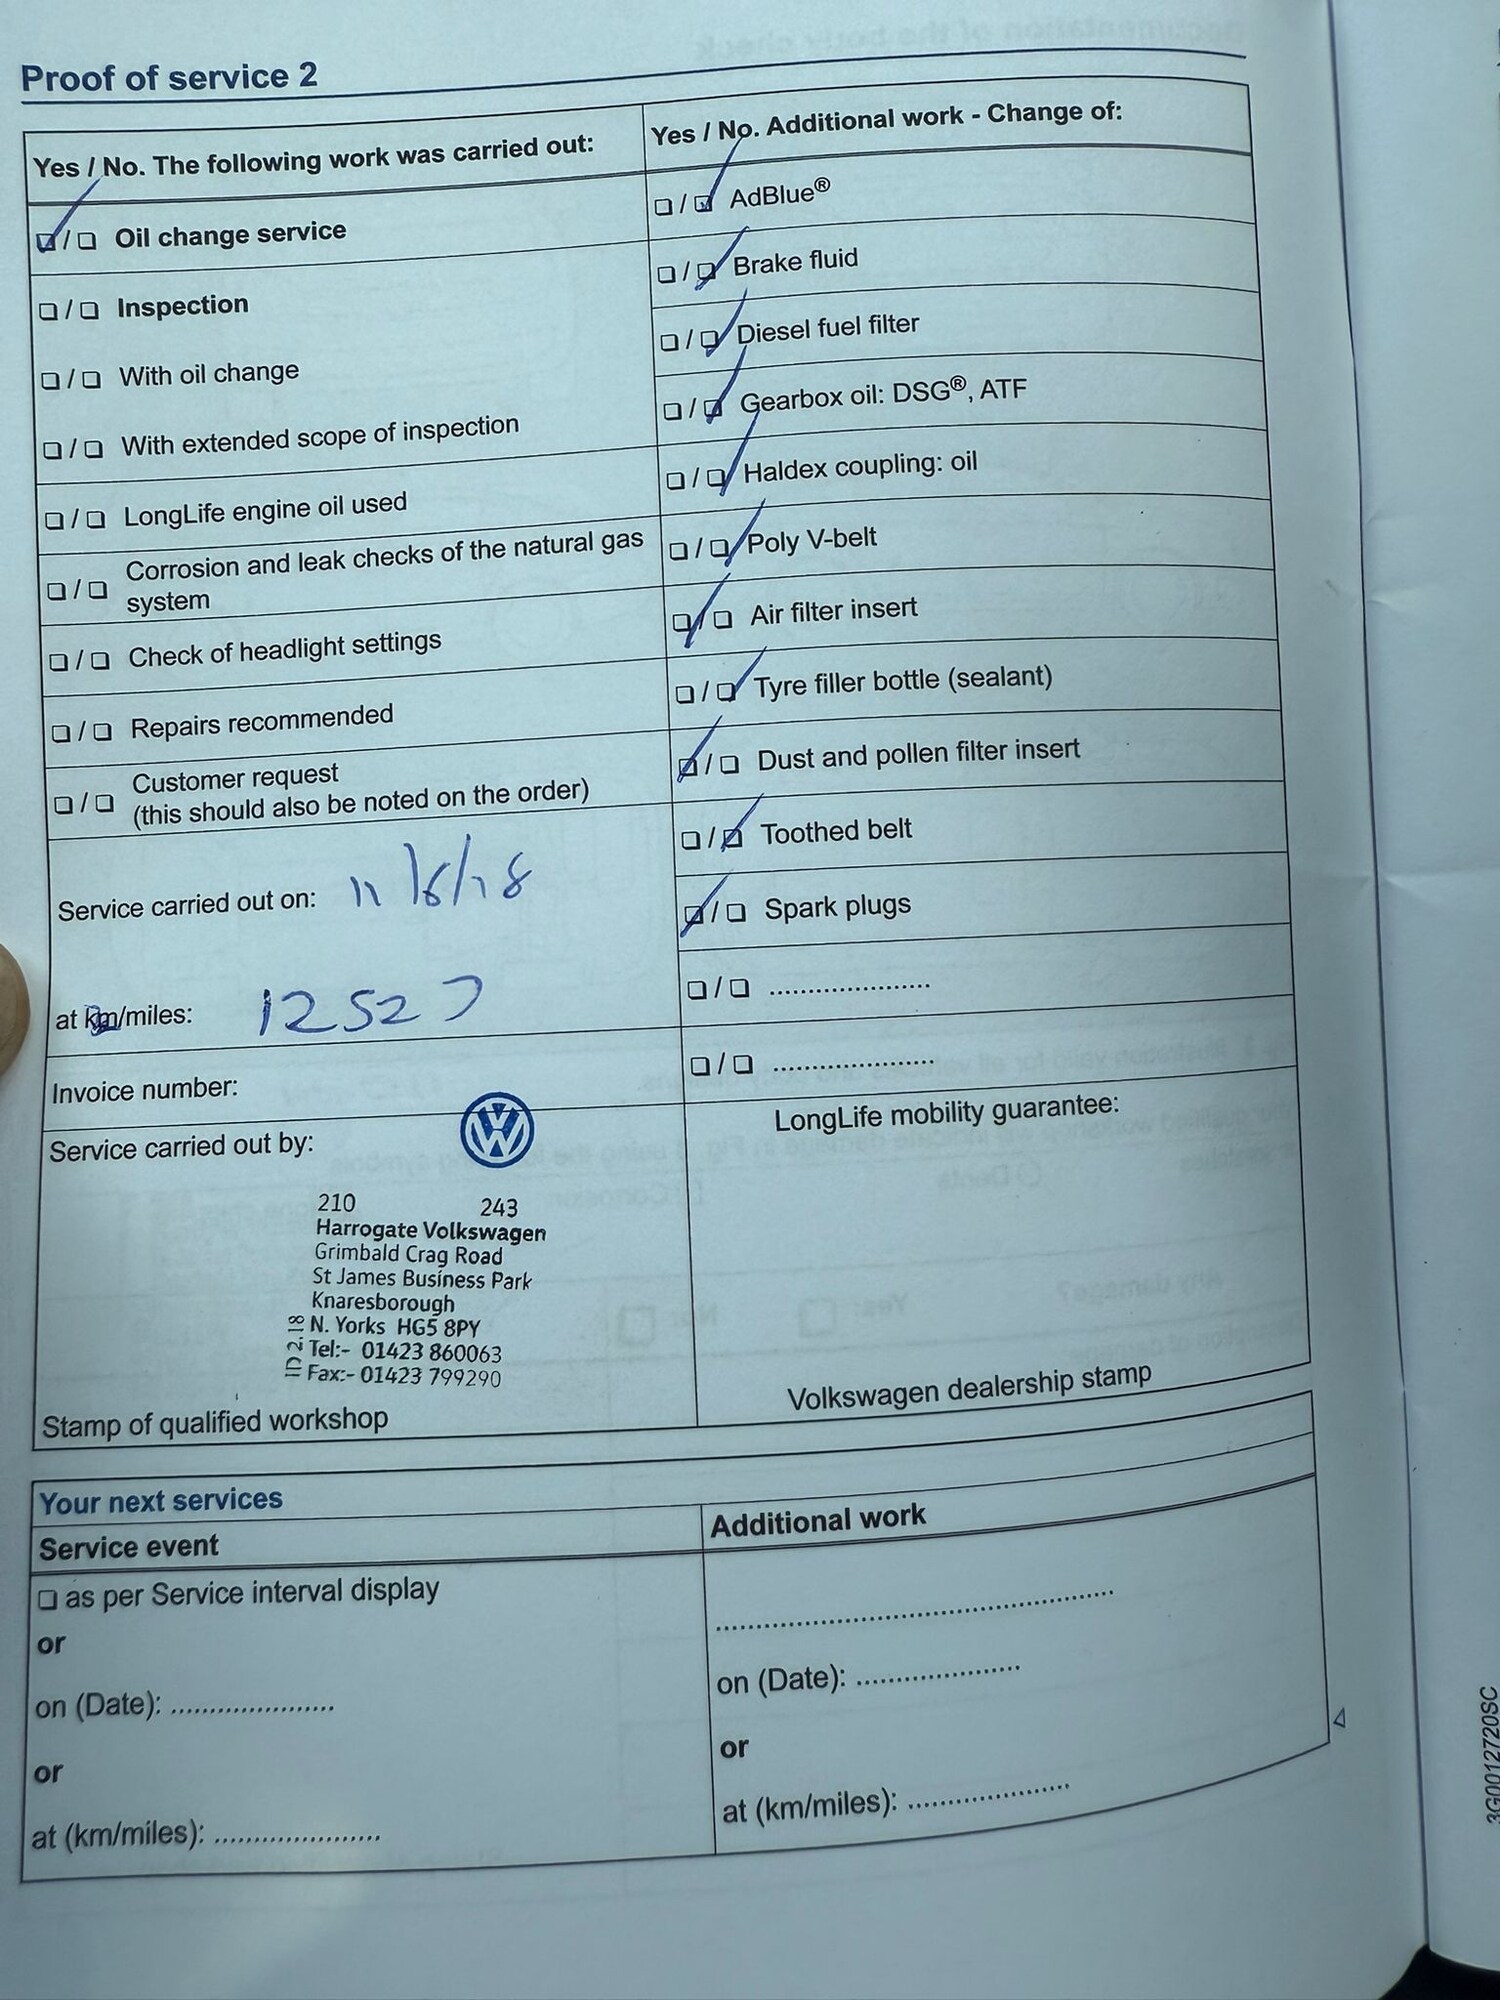 Proof of service 2
Yes / No. The following work was carried out:
☑/❏ Oil change service
❏/❏ Inspection
❏/❏ With oil change
❏/❏ With extended scope of inspection
❏/❏ LongLife engine oil used
❏/❏ Corrosion and leak checks of the natural gas
system
❏/❏ Check of headlight settings
❏/❏ Repairs recommended
❏/❏ Customer request
(this should also be noted on the order)
Service carried out on:
at km/miles: 12527
Invoice number:
Service carried out by:
VW
210 243
Harrogate Volkswagen
Grimbald Crag Road
St James Business Park
Knaresborough
N. Yorks HG5 8PY
Tel:- 01423 860063
Fax:- 01423 799290
Stamp of qualified workshop
Yes / No. Additional work - Change of:
❏/☑ AdBlue®
❏/☑ Brake fluid
❏/☑ Diesel fuel filter
❏/☑ Gearbox oil: DSG®, ATF
❏/☑ Haldex coupling: oil
❏/☑ Poly V-belt
☑/❏ Air filter insert
❏/☑ Tyre filler bottle (sealant)
☑/❏ Dust and pollen filter insert
❏/☑ Toothed belt
☑/❏ Spark plugs
❏/❏ ......................
❏/❏ ......................
LongLife mobility guarantee:
Volkswagen dealership stamp
Your next services
Service event
❏ as per Service interval display
or
on (Date): ......................
or
at (km/miles): ......................
Additional work
......................................................
on (Date): ......................
or
at (km/miles): ......................
3G0012720SC